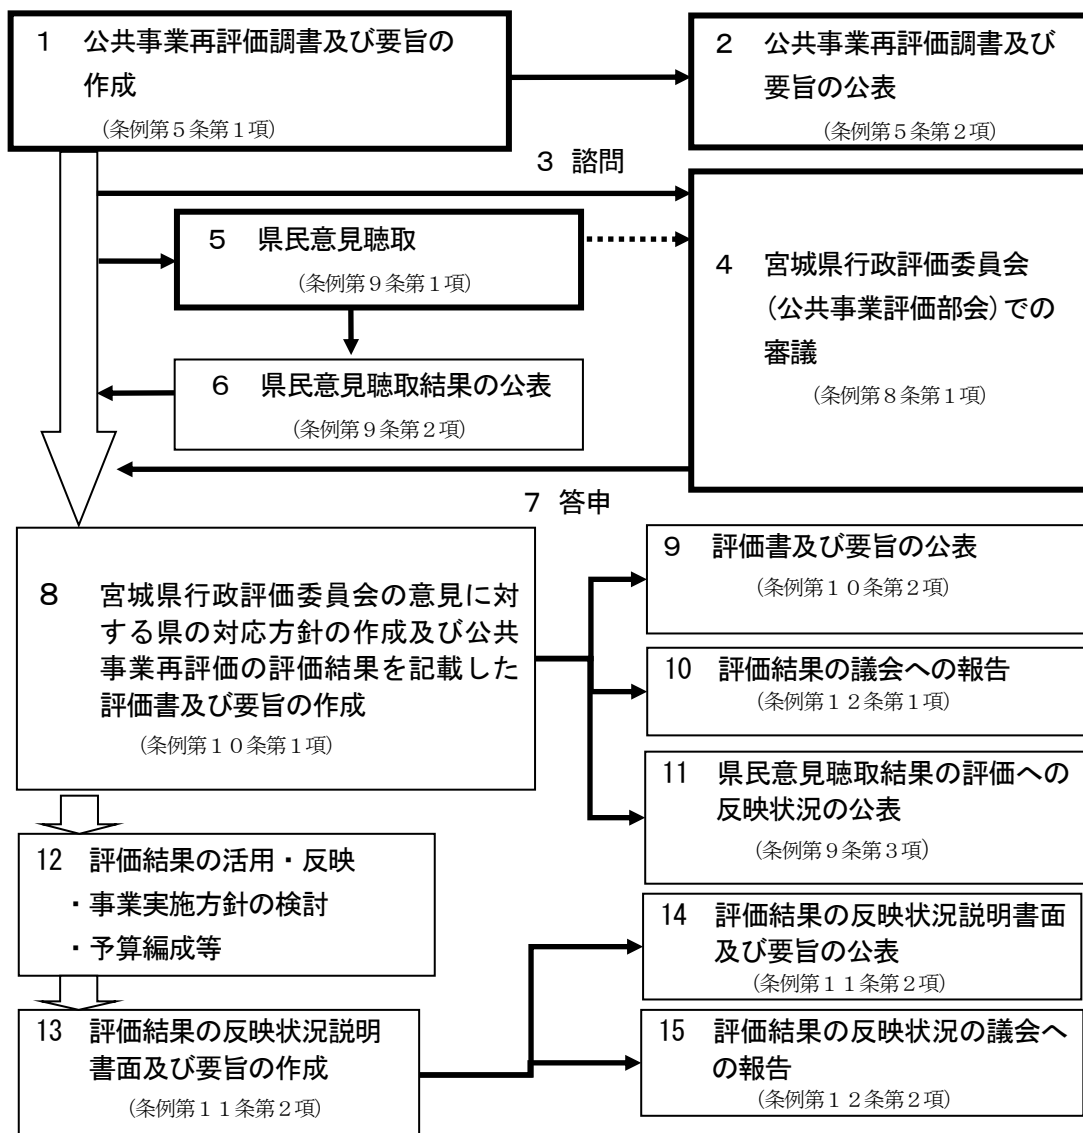 1 公共事業再評価調書及び要旨の
作成
(条例第5条第1項)
2 公共事業再評価調書及び
要旨の公表
(条例第5条第2項)
3 諮問
4 宮城県行政評価委員会
(公共事業評価部会)での
審議
(条例第8条第1項)
5 県民意見聴取
(条例第9条第1項)
6 県民意見聴取結果の公表
(条例第9条第2項)
7 答申
8 宮城県行政評価委員会の意見に対
する県の対応方針の作成及び公共
事業再評価の評価結果を記載した
評価書及び要旨の作成
(条例第10条第1項)
9 評価書及び要旨の公表
(条例第10条第2項)
10 評価結果の議会への報告
(条例第12条第1項)
11 県民意見聴取結果の評価への
反映状況の公表
(条例第9条第3項)
12 評価結果の活用・反映
・事業実施方針の検討
・予算編成等
13 評価結果の反映状況説明
書面及び要旨の作成
(条例第11条第2項)
14 評価結果の反映状況説明書面
及び要旨の公表
(条例第11条第2項)
15 評価結果の反映状況の議会へ
の報告
(条例第12条第2項)